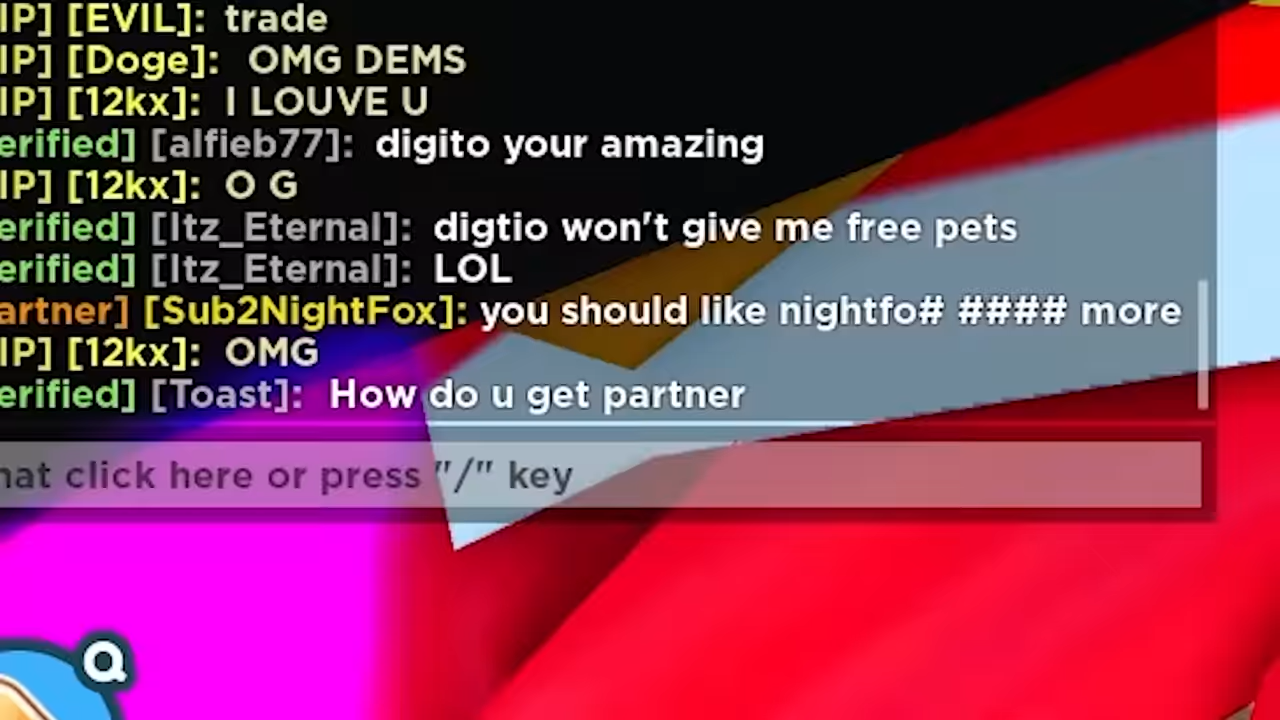 IP] [EVIL]: trade
IP] [Doge]: OMG DEMS
IP] [12kx]: I LOUVE U
erified] [alfieb77]: digito your amazing
IP] [12kx]: O G
erified] [Itz_Eternal]: digtio won't give me free pets
erified] [Itz_Eternal]: LOL
artner] [Sub2NightFox]: you should like nightfo# #### more
IP] [12kx]: OMG
erified] [Toast]: How do u get partner
hat click here or press "/" key
Q